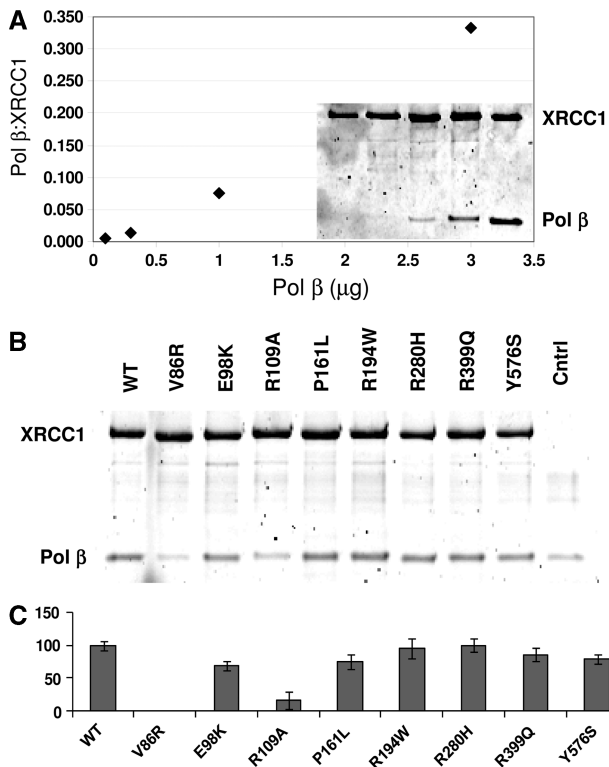 A
Pol β:XRCC1
0.350
0.300
0.250
0.200
0.150
0.100
0.050
0.000
XRCC1
Pol β
0 0.5 1 1.5 2 2.5 3 3.5
Pol β (µg)
B
WT V86R E98K R109A P161L R194W R280H R399Q Y576S Cntrl
XRCC1
Pol β
C
150
100
50
0
WT V86R E98K R109A P161L R194W R280H R399Q Y576S